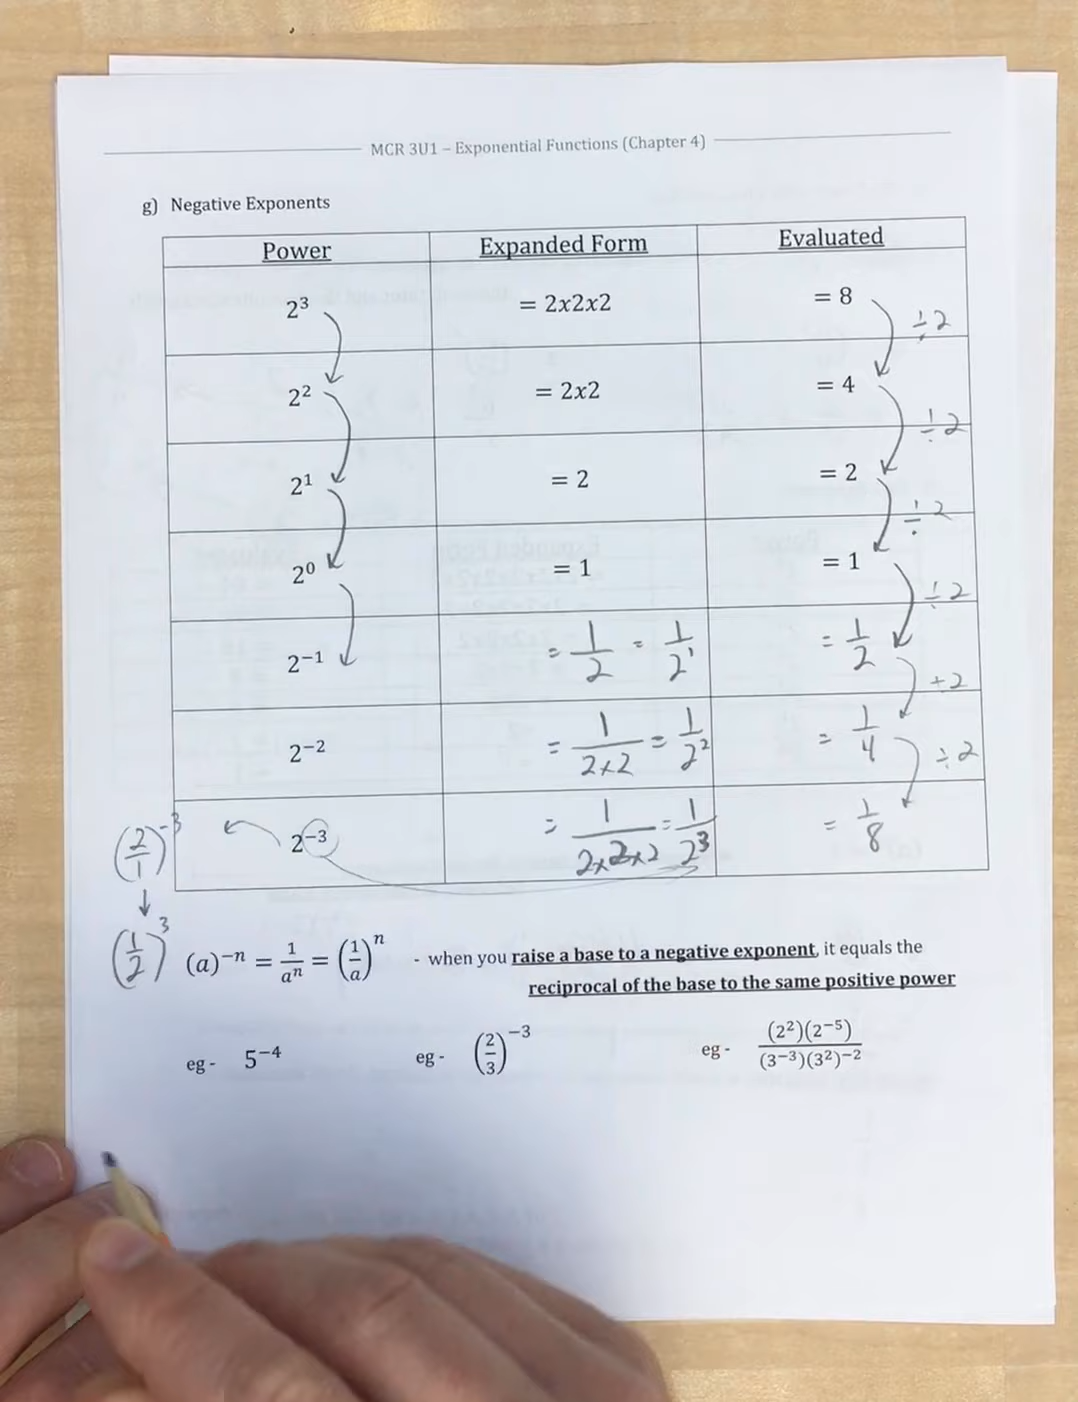 MCR 3U1 – Exponential Functions (Chapter 4)
g) Negative Exponents
Power Expanded Form Evaluated
2³ = 2x2x2 = 8
÷2
2² = 2x2 = 4
÷2
2¹ = 2 = 2
÷2
2⁰ = 1 = 1
÷2
2⁻¹ = 1/2 = 1/2¹ = 1/2
÷2
2⁻² = 1/(2x2) = 1/2² = 1/4
÷2
(2/1)⁻³ 2⁻³ = 1/(2x2x2) = 1/2³ = 1/8
(1/2)³ (a)⁻ⁿ = 1/aⁿ = (1/a)ⁿ - when you raise a base to a negative exponent, it equals the
reciprocal of the base to the same positive power
eg - 5⁻⁴ eg - (2/3)⁻³ eg - (2²)(2⁻⁵)/(3⁻³)(3²)⁻²